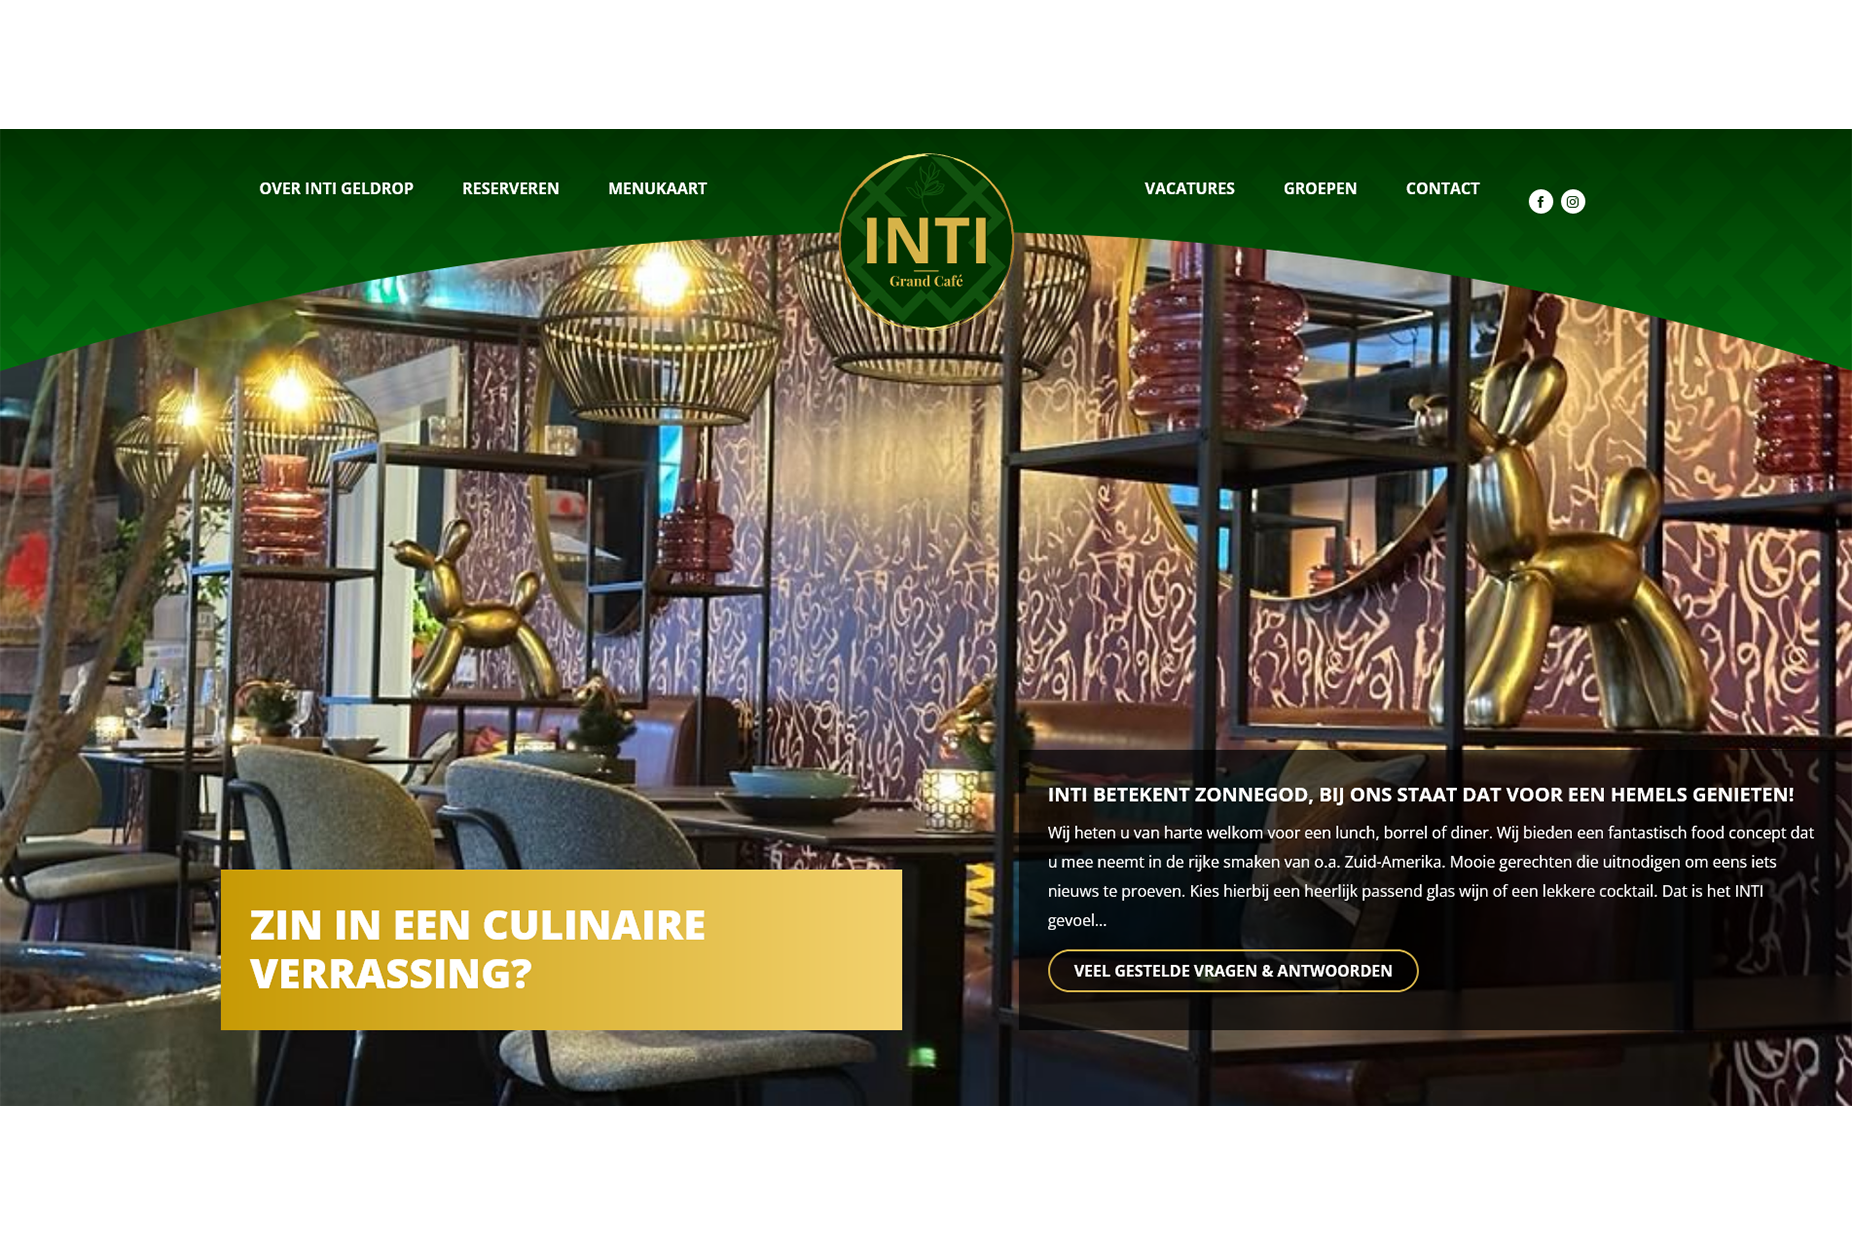 OVER INTI GELDROP RESERVEREN MENUKAART VACATURES GROEPEN CONTACT
INTI
Grand Café
INTI BETEKENT ZONNEGOD, BIJ ONS STAAT DAT VOOR EEN HEMELS GENIETEN!
Wij heten u van harte welkom voor een lunch, borrel of diner. Wij bieden een fantastisch food concept dat
u mee neemt in de rijke smaken van o.a. Zuid-Amerika. Mooie gerechten die uitnodigen om eens iets
nieuws te proeven. Kies hierbij een heerlijk passend glas wijn of een lekkere cocktail. Dat is het INTI
gevoel...
VEEL GESTELDE VRAGEN & ANTWOORDEN
ZIN IN EEN CULINAIRE
VERRASSING?